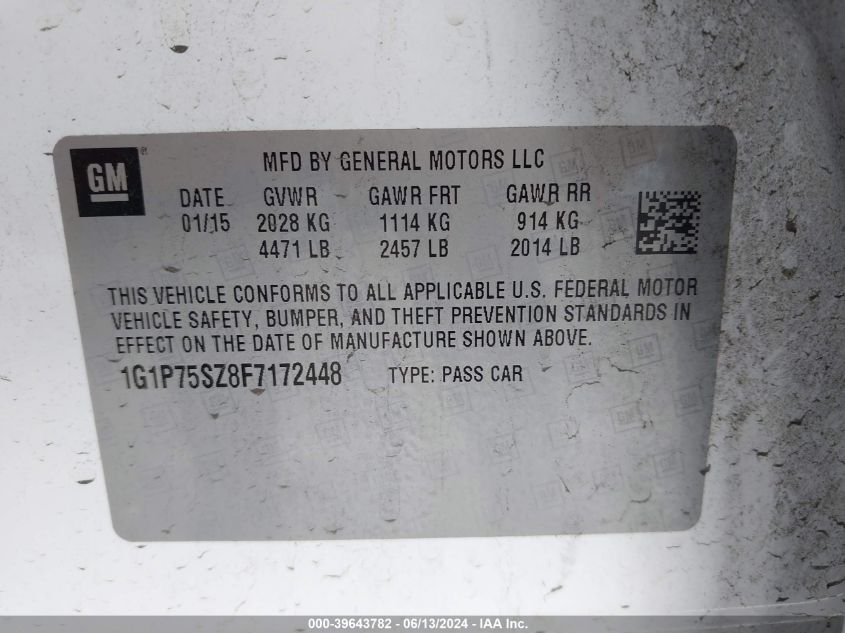 GM ®
MFD BY GENERAL MOTORS LLC
DATE GVWR GAWR FRT GAWR RR
01/15 2028 KG 1114 KG 914 KG
4471 LB 2457 LB 2014 LB
THIS VEHICLE CONFORMS TO ALL APPLICABLE U.S. FEDERAL MOTOR
VEHICLE SAFETY, BUMPER, AND THEFT PREVENTION STANDARDS IN
EFFECT ON THE DATE OF MANUFACTURE SHOWN ABOVE.
1G1P75SZ8F7172448 TYPE: PASS CAR
000-39643782 - 06/13/2024 - IAA Inc.